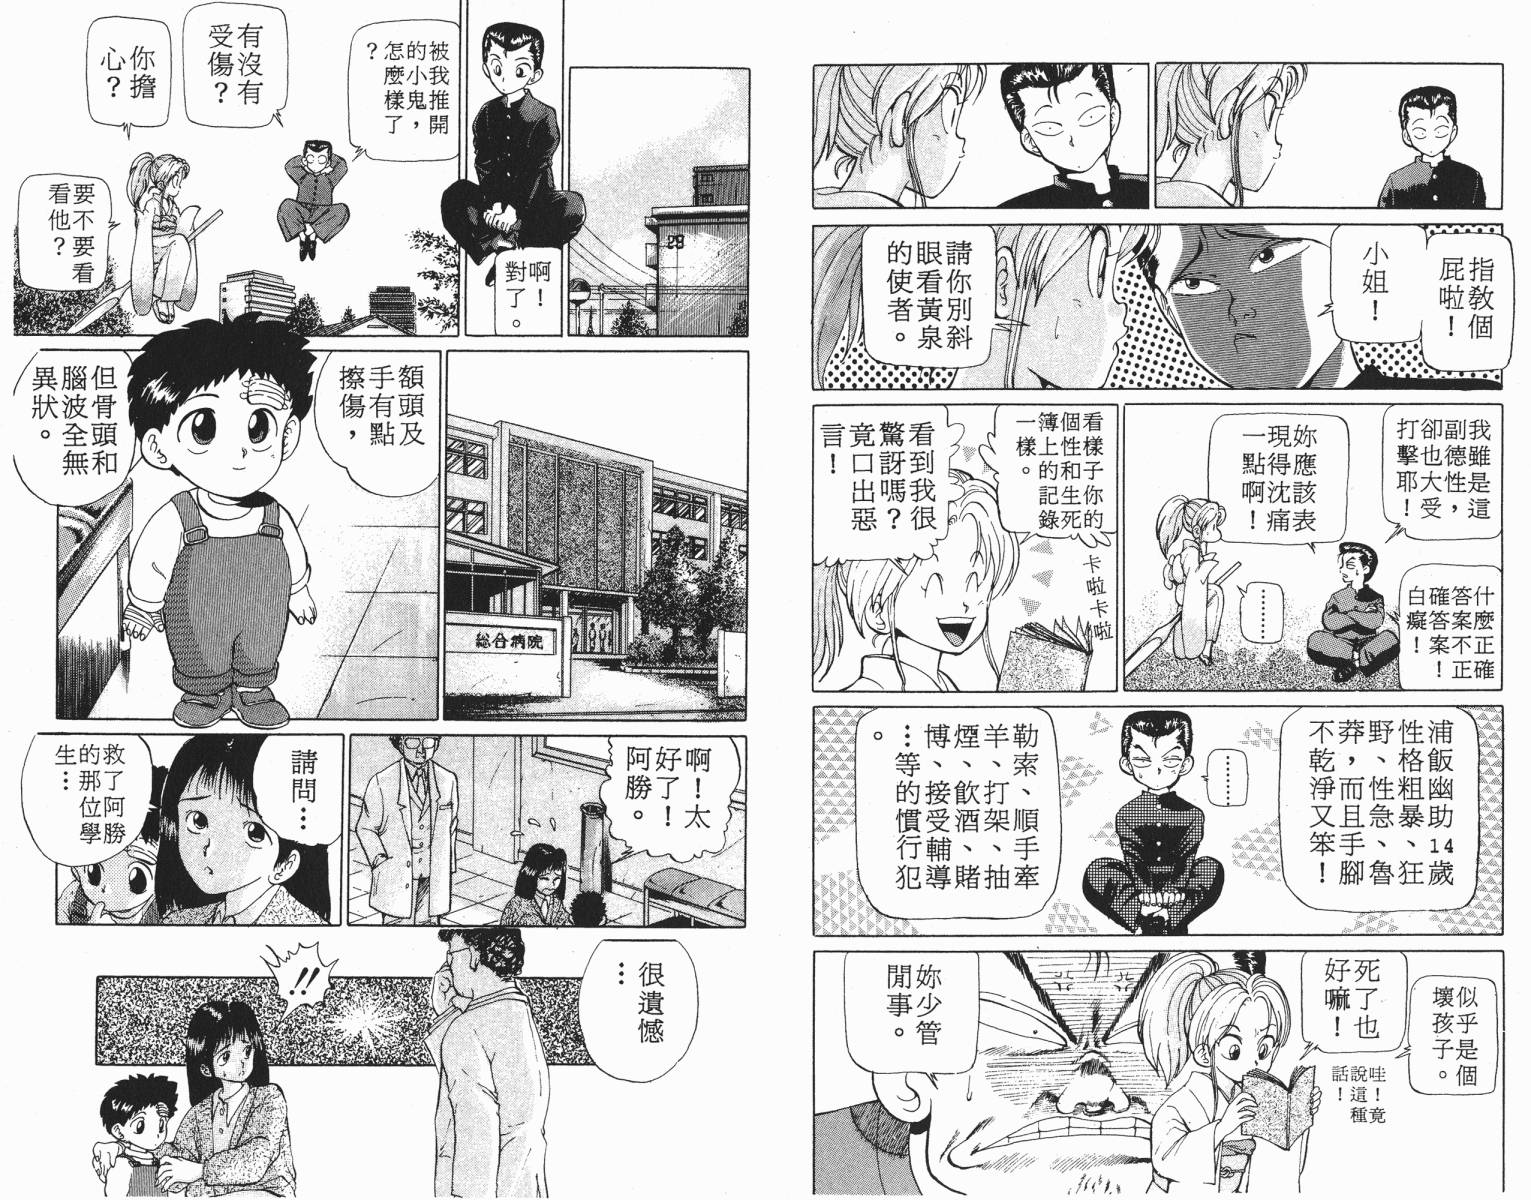 指教個
屁啦！
小姐！
請你別斜
眼看黃泉
的使者。
我雖是這
副德性，
卻也大受
打擊耶！
妳應該表
現得沈痛
一點啊！
什麼正確
答案不正
確答案！
白癡！
………
看樣子你的
個性和生死
簿上的記錄
一樣。
看到我很
驚訝嗎？
竟口出惡
言！
卡啦卡啦
浦飯幽助14歲
性格粗暴、狂
野、性急、魯
莽，而且手腳
不乾淨又笨！
………
勒索、順手牽
羊、打架、抽
煙、飲酒、賭
博、接受輔導
…等的慣行犯
。
似乎是個
壞孩子。
死了也
好嘛！
哇！竟
說這種
話！
妳少管
閒事。
28
啊！
對了。
被我推開
的小鬼，
怎麼樣了
？
有沒有
受傷？
你擔
心？
要不要看
看他？
総合病院
額頭及
手有點
擦傷，
但骨頭和
腦波全無
異狀。
啊！太
好了！
阿勝。
請問…
救了阿勝
的那位學
生…
很遺憾
…
!!